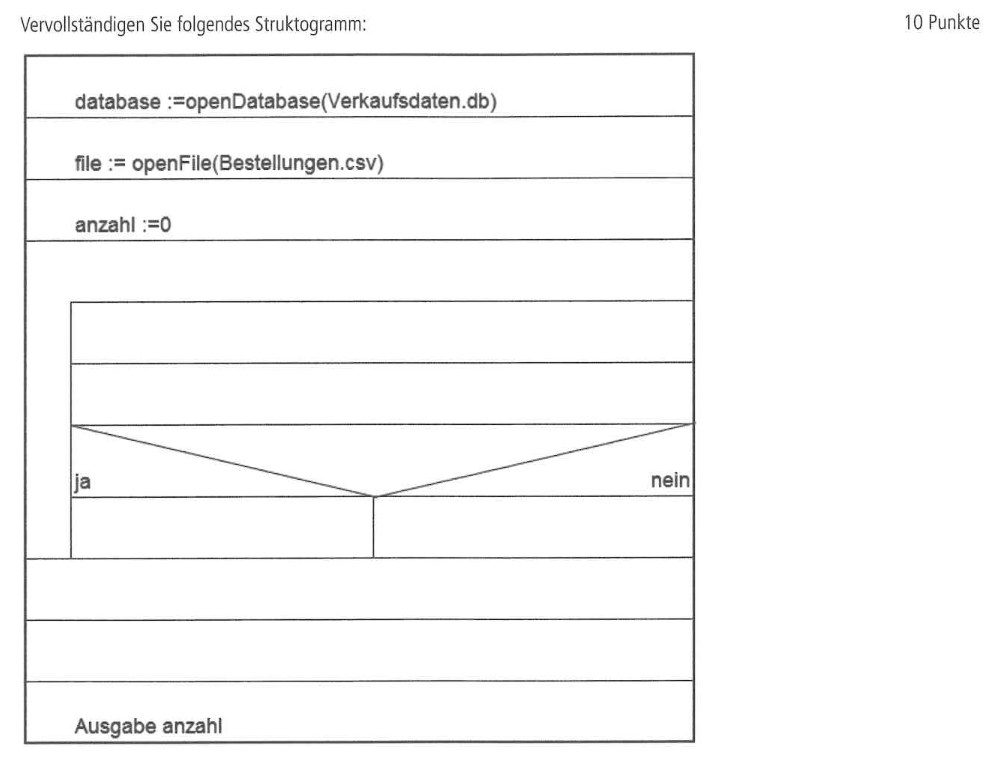 Vervollständigen Sie folgendes Struktogramm:
10 Punkte
database :=openDatabase(Verkaufsdaten.db)
file := openFile(Bestellungen.csv)
anzahl :=0
ja
nein
Ausgabe anzahl